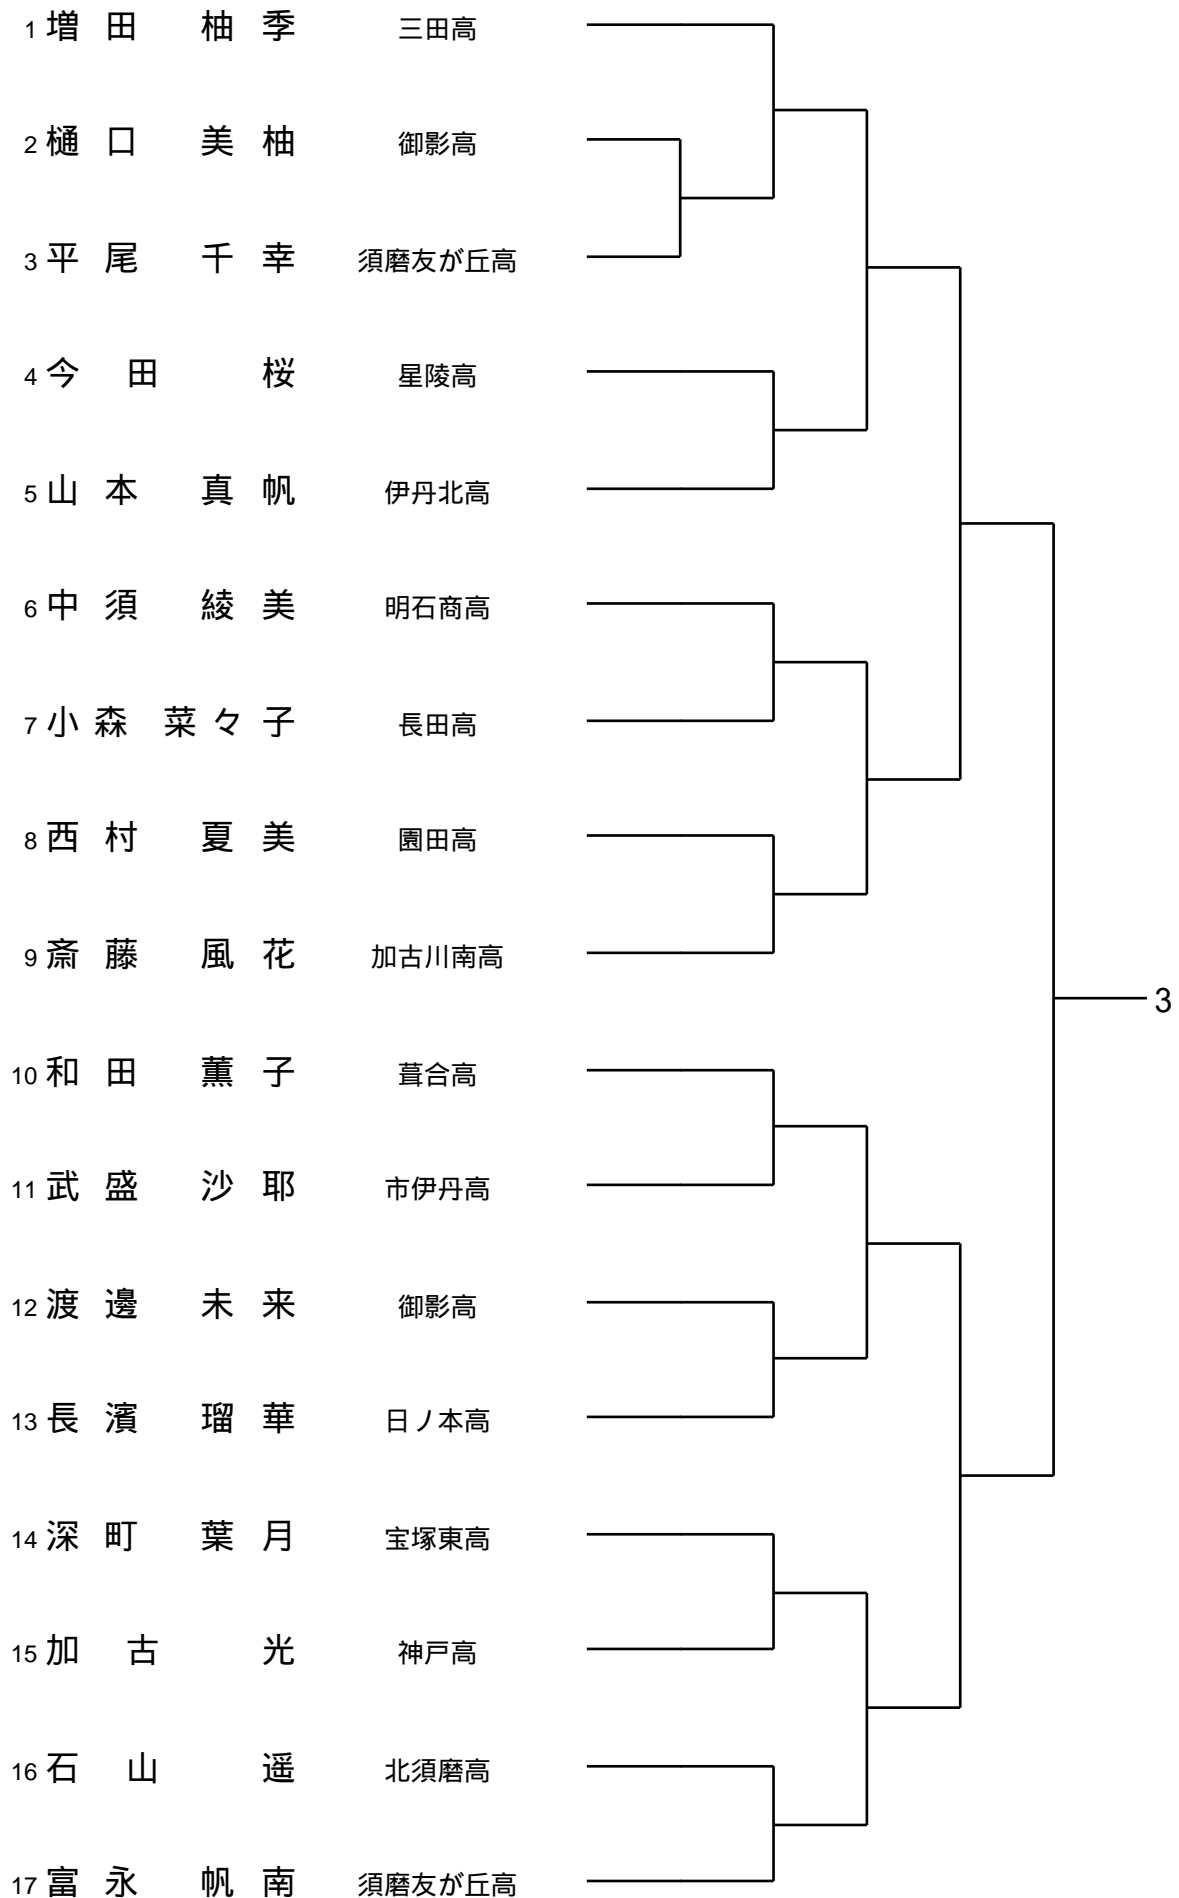 1 増田 柚季 三田高
2 樋口 美柚 御影高
3 平尾 千幸 須磨友が丘高
4 今田 桜 星陵高
5 山本 真帆 伊丹北高
6 中須 綾美 明石商高
7 小森 菜々子 長田高
8 西村 夏美 園田高
9 斎藤 風花 加古川南高
3
10 和田 薫子 葺合高
11 武盛 沙耶 市伊丹高
12 渡邊 未来 御影高
13 長濱 瑠華 日ノ本高
14 深町 葉月 宝塚東高
15 加古 光 神戸高
16 石山 遥 北須磨高
17 富永 帆南 須磨友が丘高